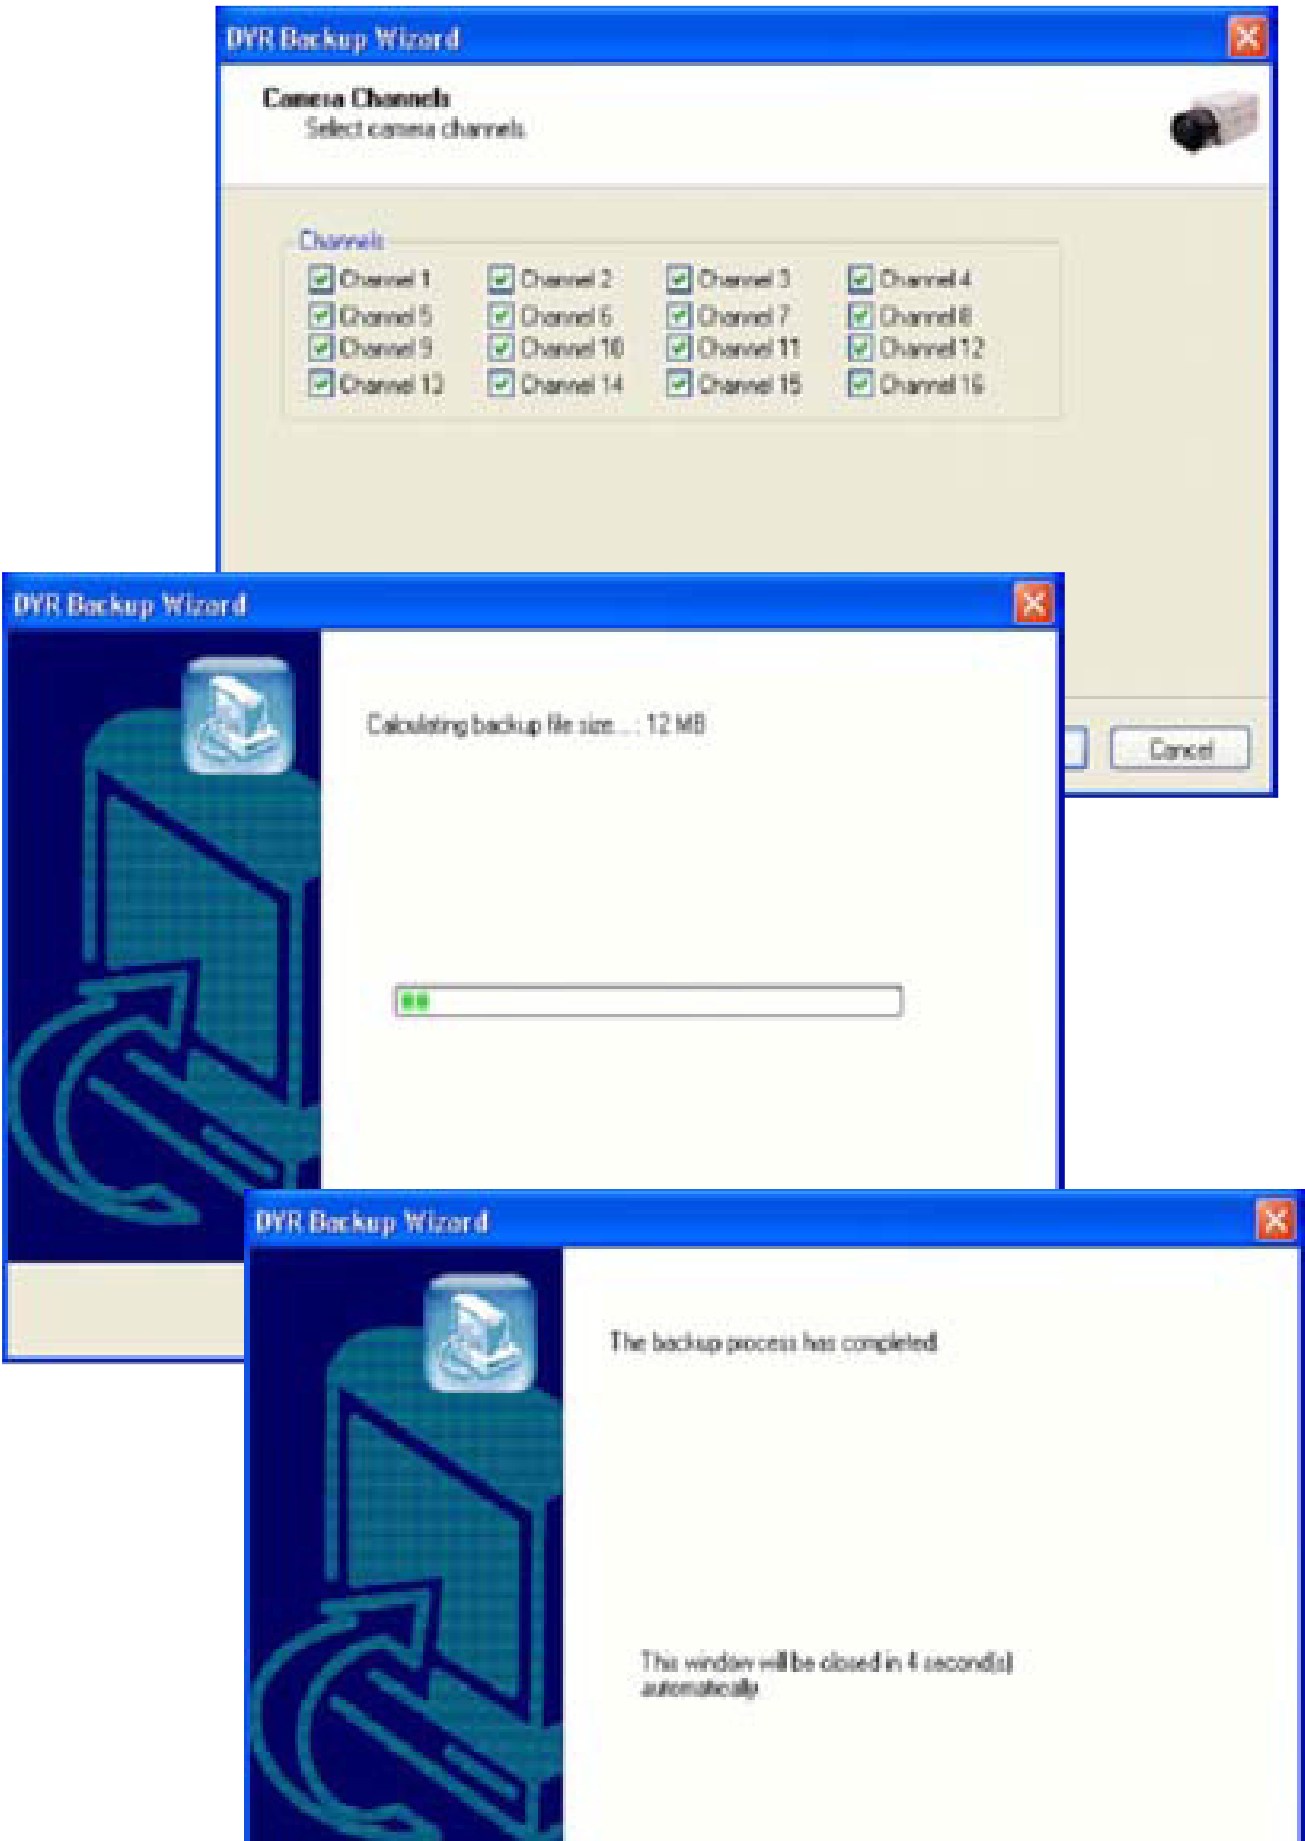 DVR Backup Wizard
Camera Channels
Select camera channels
Channels
Channel 1 Channel 2 Channel 3 Channel 4
Channel 5 Channel 6 Channel 7 Channel 8
Channel 9 Channel 10 Channel 11 Channel 12
Channel 13 Channel 14 Channel 15 Channel 16
Cancel
DVR Backup Wizard
Calculating backup file size... : 12 MB
DVR Backup Wizard
The backup process has completed.
This window will be closed in 4 second(s)
automatically.